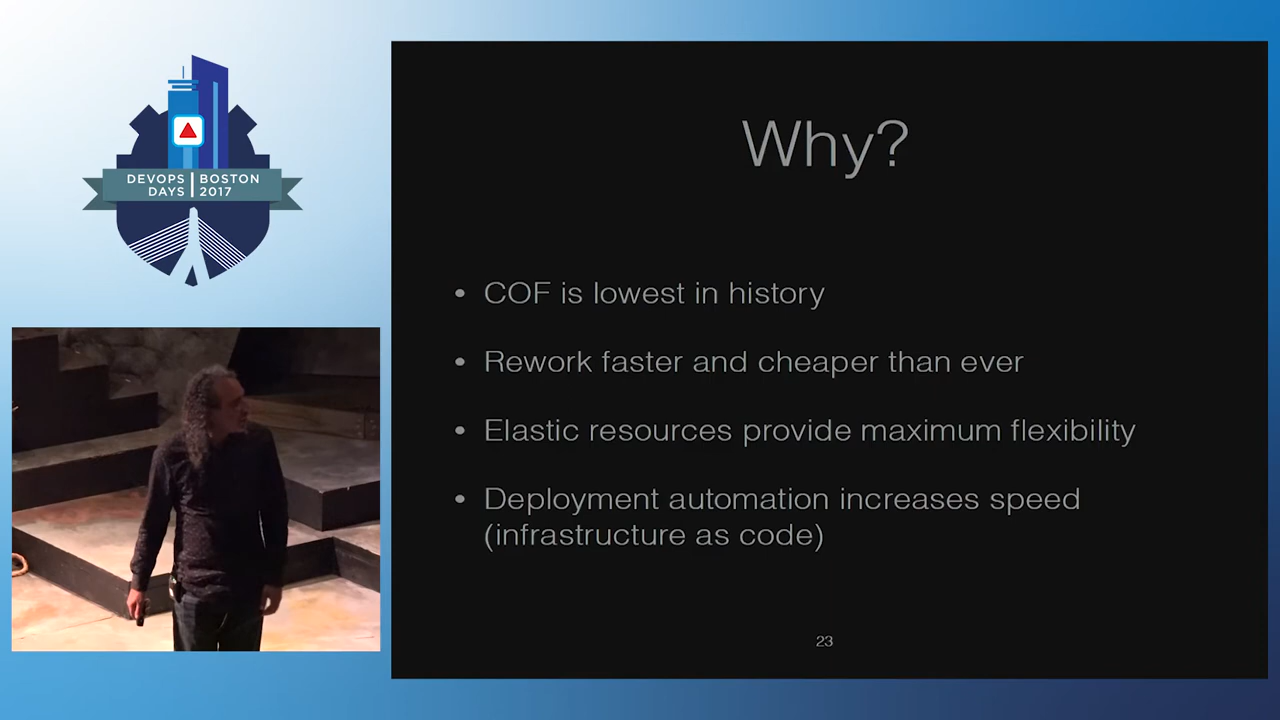 DEVOPS BOSTON
DAYS 2017
Why?
• COF is lowest in history
• Rework faster and cheaper than ever
• Elastic resources provide maximum flexibility
• Deployment automation increases speed
(infrastructure as code)
23